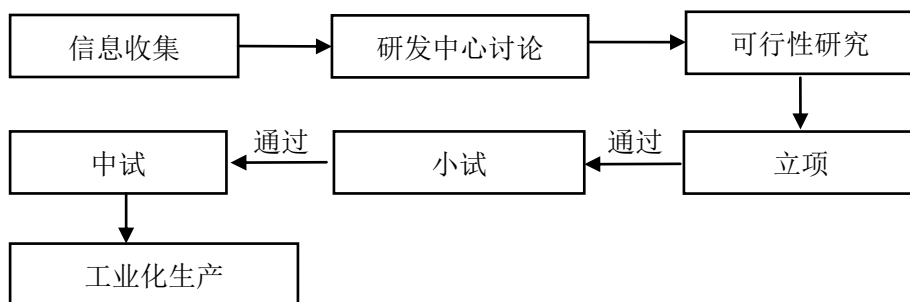 信息收集
研发中心讨论
可行性研究
立项
通过
小试
通过
中试
工业化生产